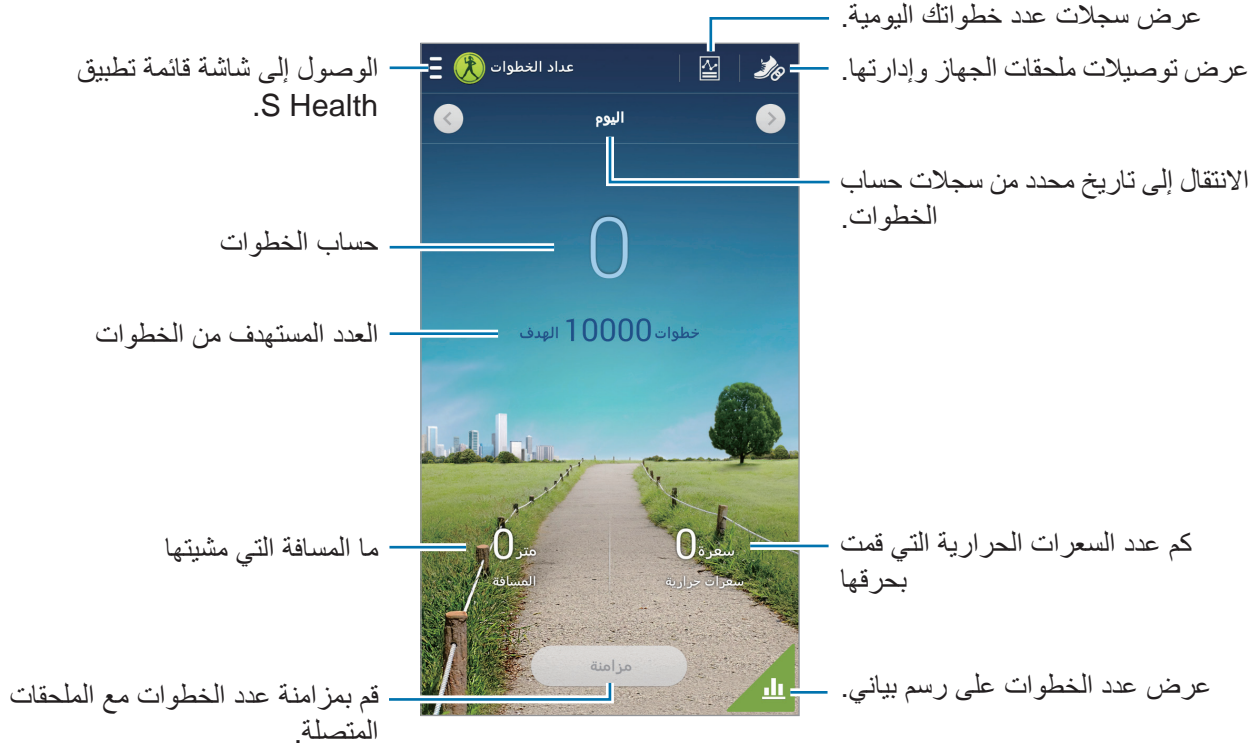 عرض سجلات عدد خطواتك اليومية.
عرض توصيلات ملحقات الجهاز وإدارتها.
الوصول إلى شاشة قائمة تطبيق
S Health.
عداد الخطوات
اليوم
الانتقال إلى تاريخ محدد من سجلات حساب
الخطوات.
0
حساب الخطوات
خطوات 10000 الهدف
العدد المستهدف من الخطوات
كم عدد السعرات الحرارية التي قمت
بحرقها
سعرة 0
سعرات حرارية
متر 0
المسافة
ما المسافة التي مشيتها
مزامنة
عرض عدد الخطوات على رسم بياني.
قم بمزامنة عدد الخطوات مع الملحقات
المتصلة.